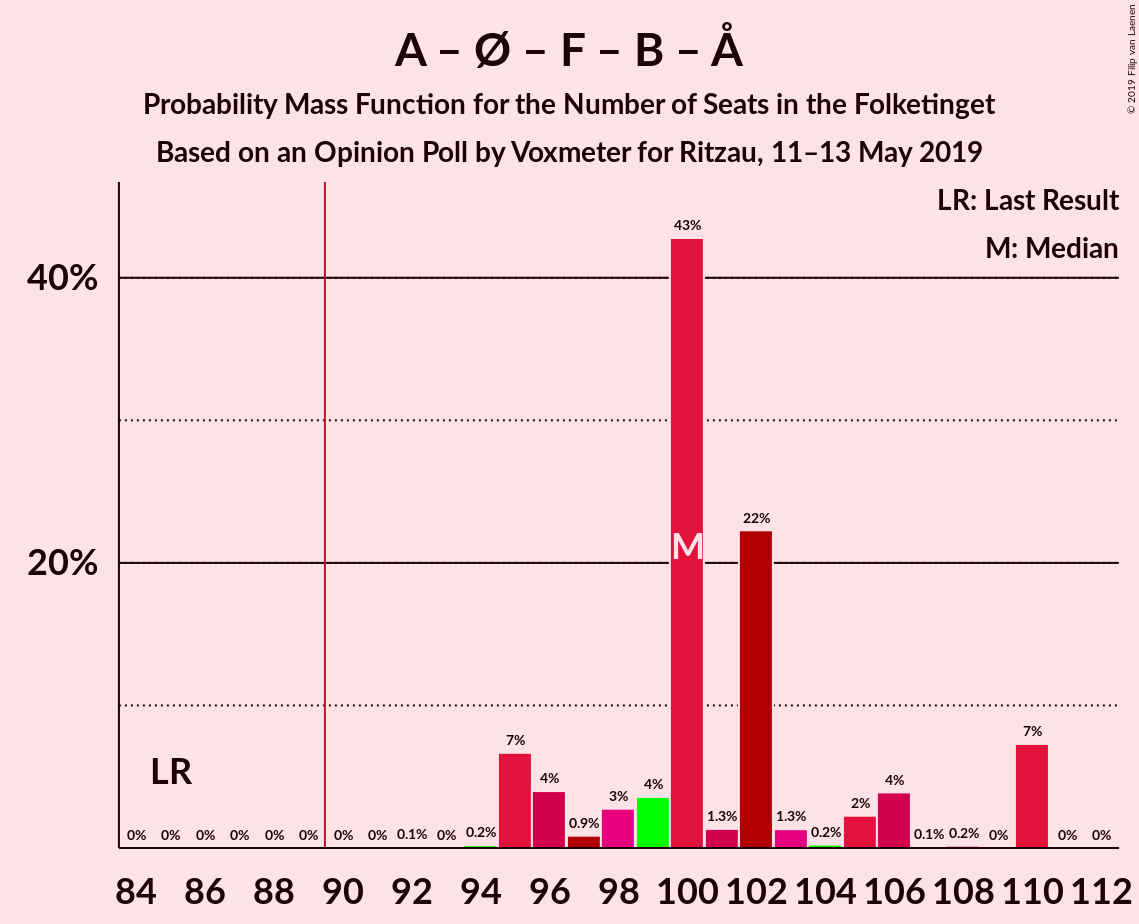 A – Ø – F – B – Å
Probability Mass Function for the Number of Seats in the Folketinget
Based on an Opinion Poll by Voxmeter for Ritzau, 11–13 May 2019
© 2019 Filip van Laenen
LR: Last Result
M: Median
40%
20%
LR
M
0% 0% 0% 0% 0% 0% 0% 0% 0.1% 0% 0.2% 7% 4% 0.9% 3% 4% 43% 1.3% 22% 1.3% 0.2% 2% 4% 0.1% 0.2% 0% 7% 0% 0%
84 86 88 90 92 94 96 98 100 102 104 106 108 110 112